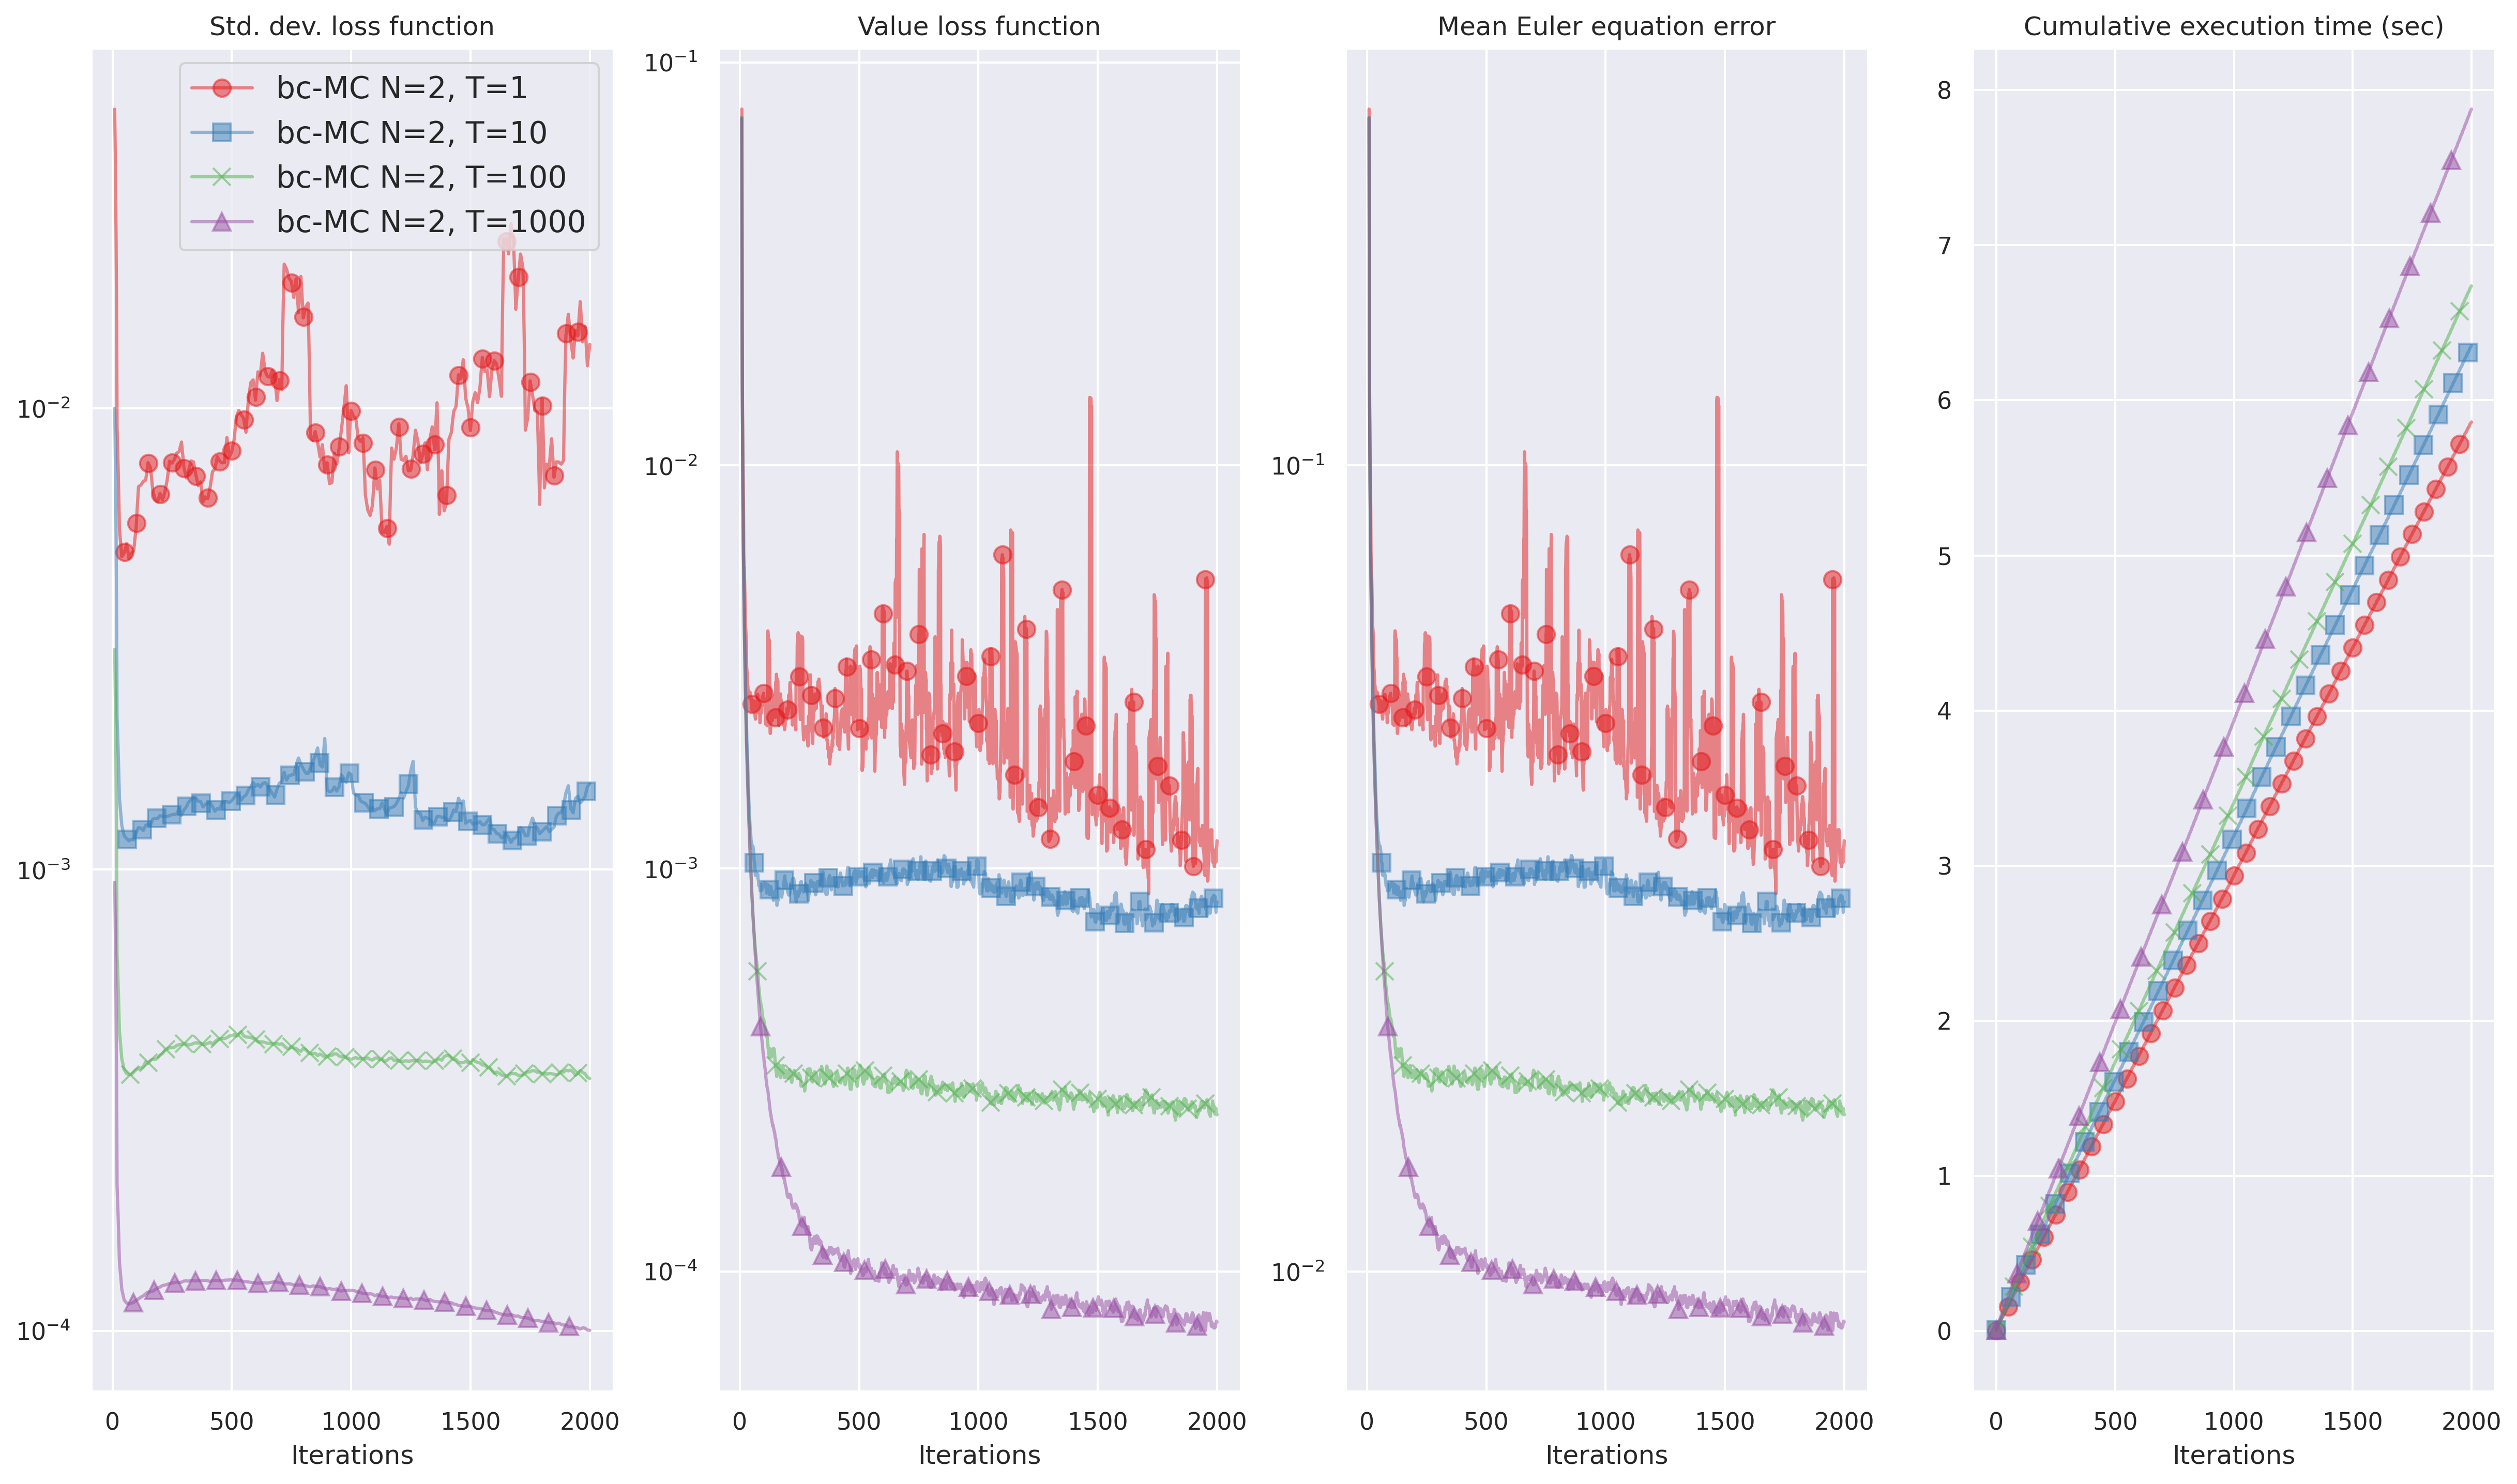 Std. dev. loss function
bc-MC N=2, T=1
bc-MC N=2, T=10
bc-MC N=2, T=100
bc-MC N=2, T=1000
10⁻²
10⁻³
10⁻⁴
0 500 1000 1500 2000
Iterations
Value loss function
10⁻¹
10⁻²
10⁻³
10⁻⁴
0 500 1000 1500 2000
Iterations
Mean Euler equation error
10⁻¹
10⁻²
0 500 1000 1500 2000
Iterations
Cumulative execution time (sec)
8
7
6
5
4
3
2
1
0
0 500 1000 1500 2000
Iterations